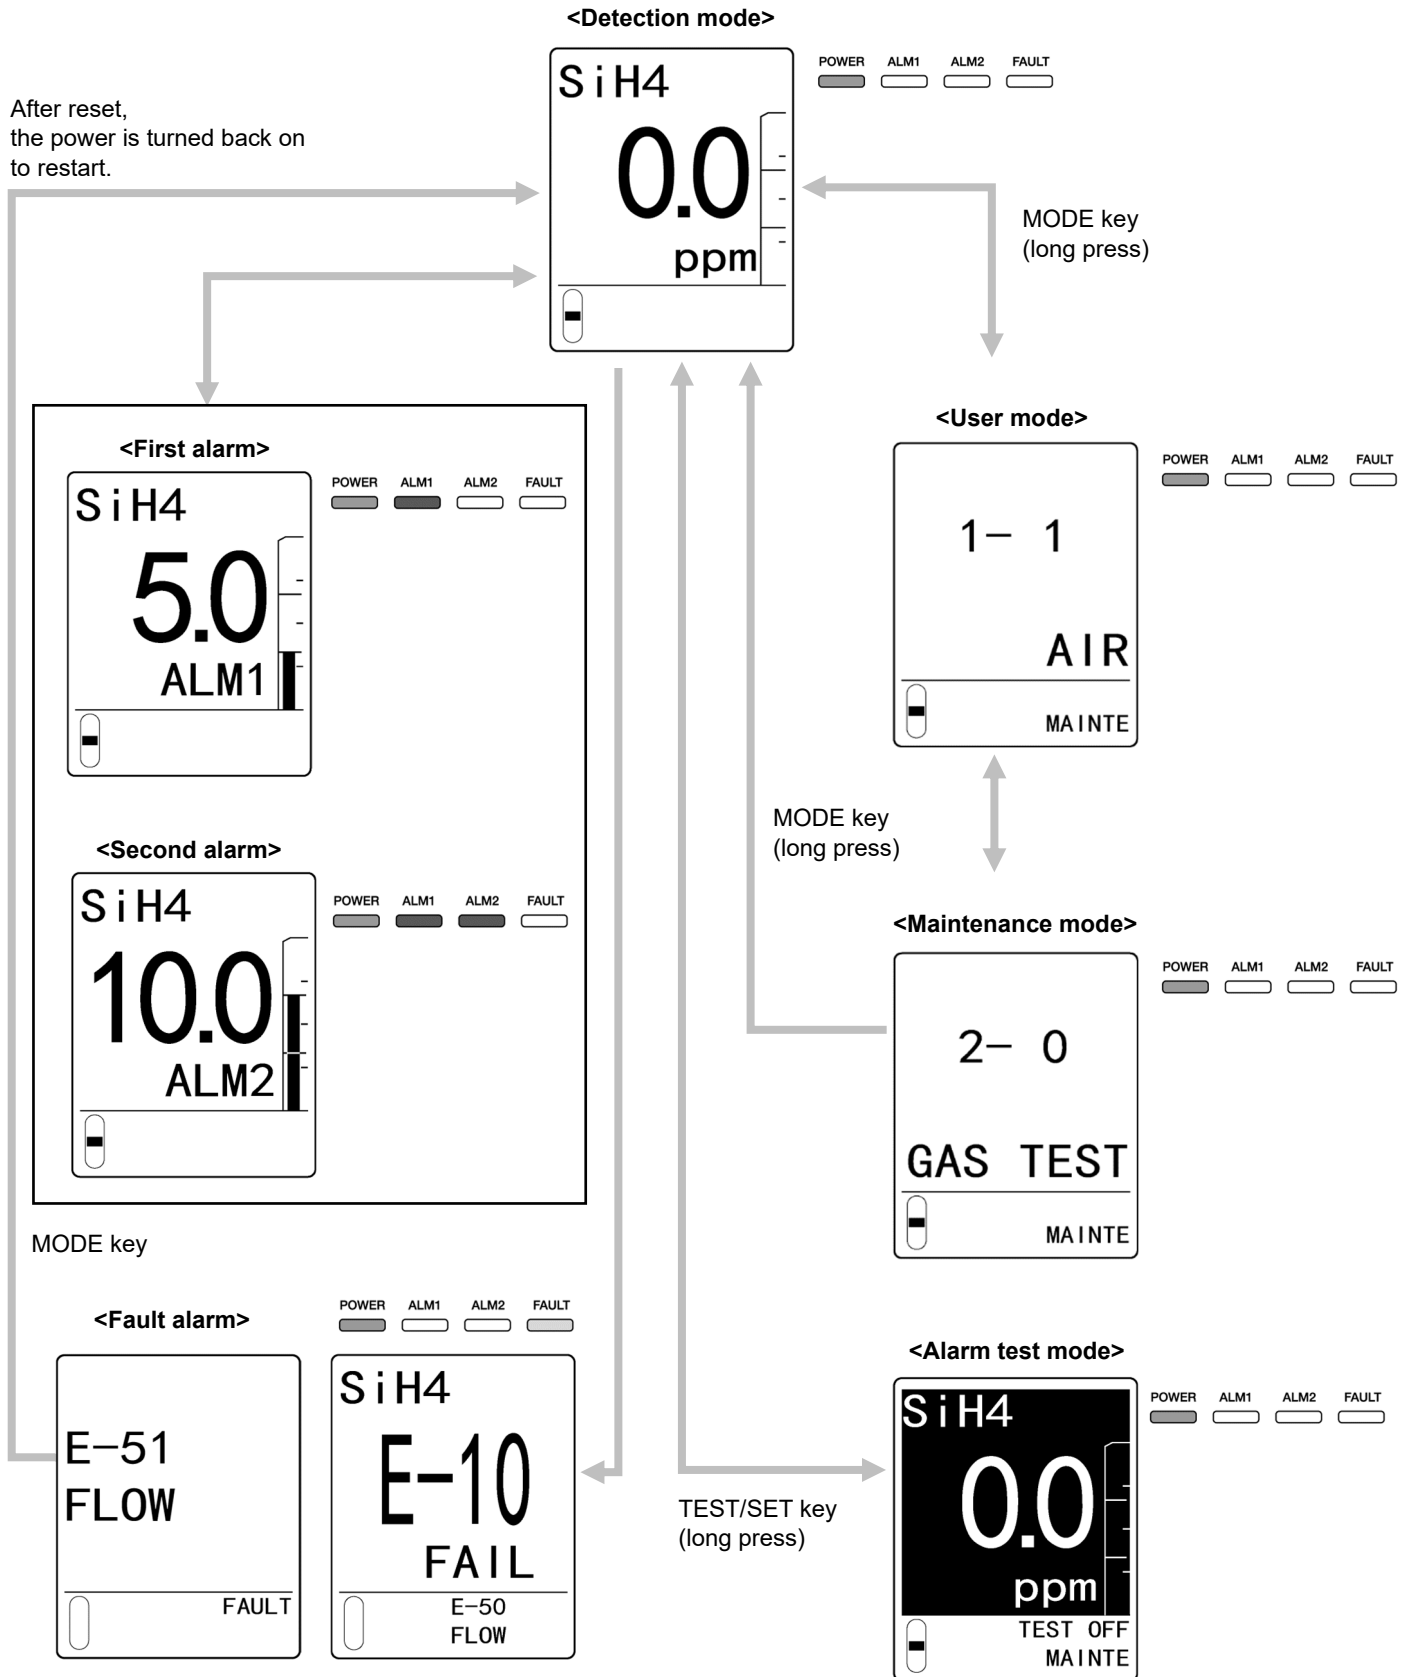 <Detection mode>
SiH4
0.0
ppm
POWER ALM1 ALM2 FAULT
After reset,
the power is turned back on
to restart.
MODE key
(long press)
<First alarm>
SiH4
5.0
ALM1
POWER ALM1 ALM2 FAULT
<Second alarm>
SiH4
10.0
ALM2
POWER ALM1 ALM2 FAULT
<User mode>
1- 1
AIR
MAINTE
POWER ALM1 ALM2 FAULT
MODE key
(long press)
<Maintenance mode>
2- 0
GAS TEST
MAINTE
POWER ALM1 ALM2 FAULT
MODE key
<Fault alarm>
POWER ALM1 ALM2 FAULT
E-51
FLOW
FAULT
SiH4
E-10
FAIL
E-50
FLOW
TEST/SET key
(long press)
<Alarm test mode>
SiH4
0.0
ppm
TEST OFF
MAINTE
POWER ALM1 ALM2 FAULT